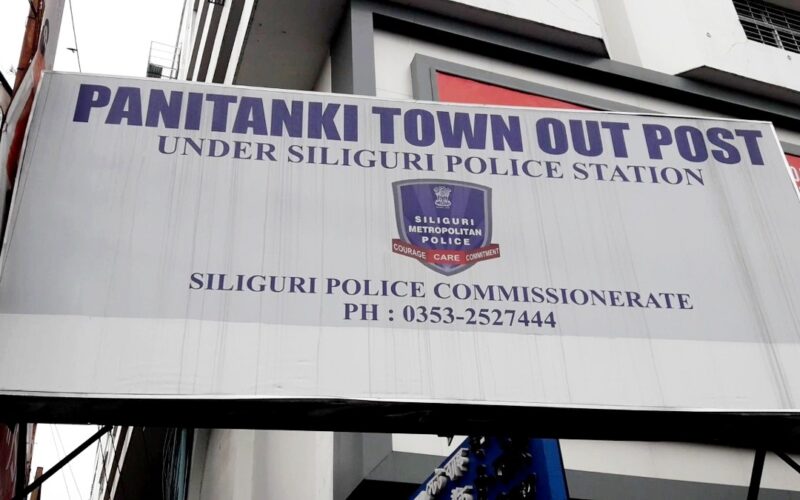 PANITANKI TOWN OUT POST
UNDER SILIGURI POLICE STATION
SILIGURI
METROPOLITAN
POLICE
COURAGE CARE COMMITMENT
SILIGURI POLICE COMMISSIONERATE
PH : 0353-2527444